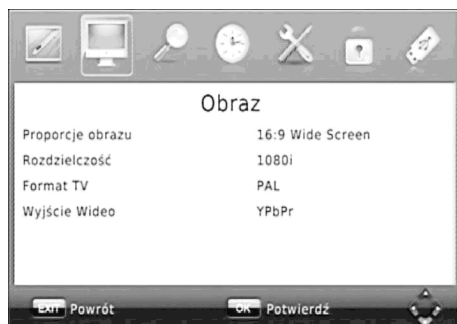 Obraz
Proporcje obrazu 16:9 Wide Screen
Rozdzielczość 1080i
Format TV PAL
Wyjście Wideo YPbPr
EXIT Powrót OK Potwierdź